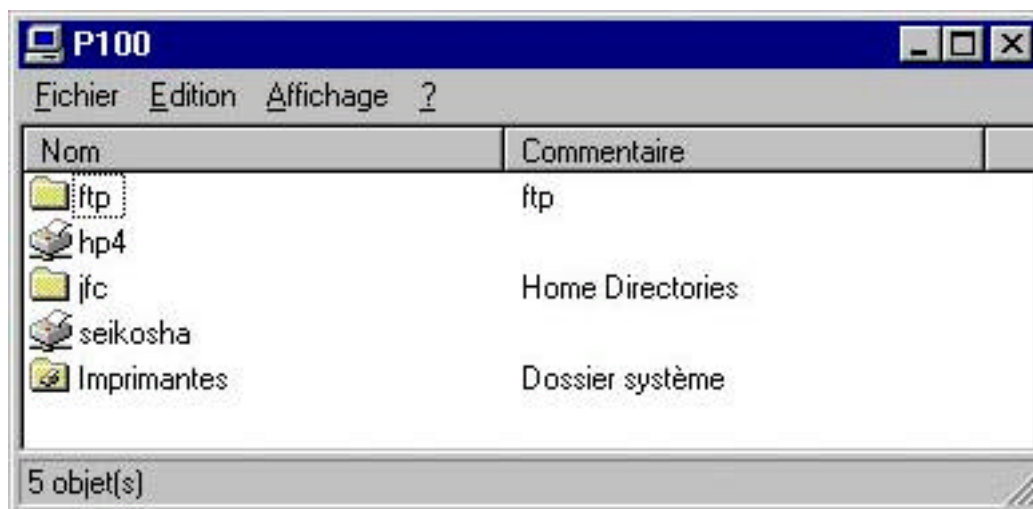 P100
Fichier Edition Affichage ?
Nom Commentaire
ftp ftp
hp4
jfc Home Directories
seikosha
Imprimantes Dossier système
5 objet(s)